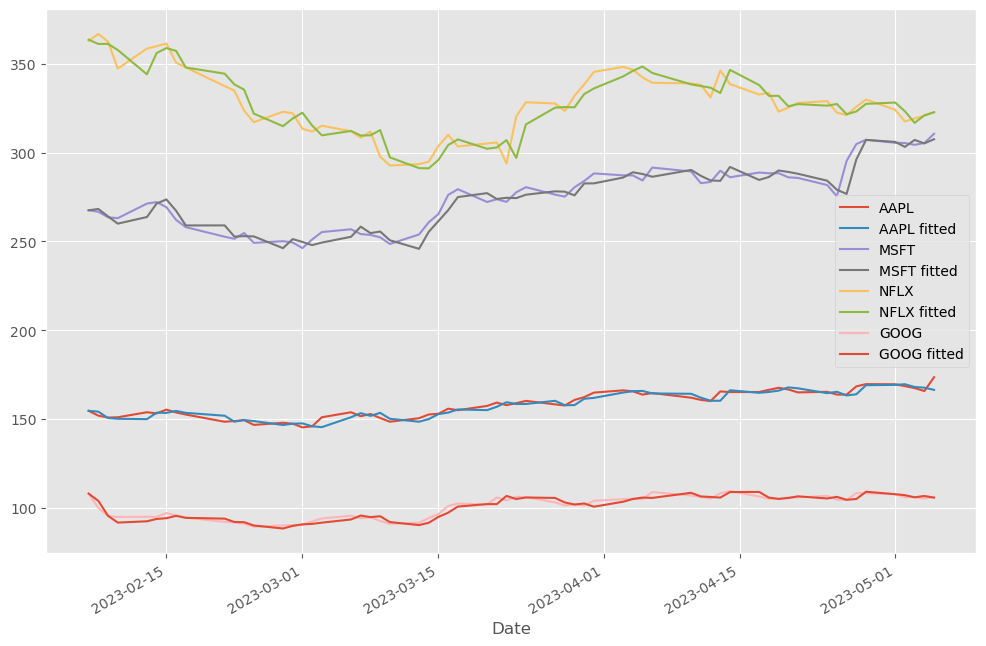 350
300
250
200
150
100
AAPL
AAPL fitted
MSFT
MSFT fitted
NFLX
NFLX fitted
GOOG
GOOG fitted
2023-02-15
2023-03-01
2023-03-15
2023-04-01
2023-04-15
2023-05-01
Date